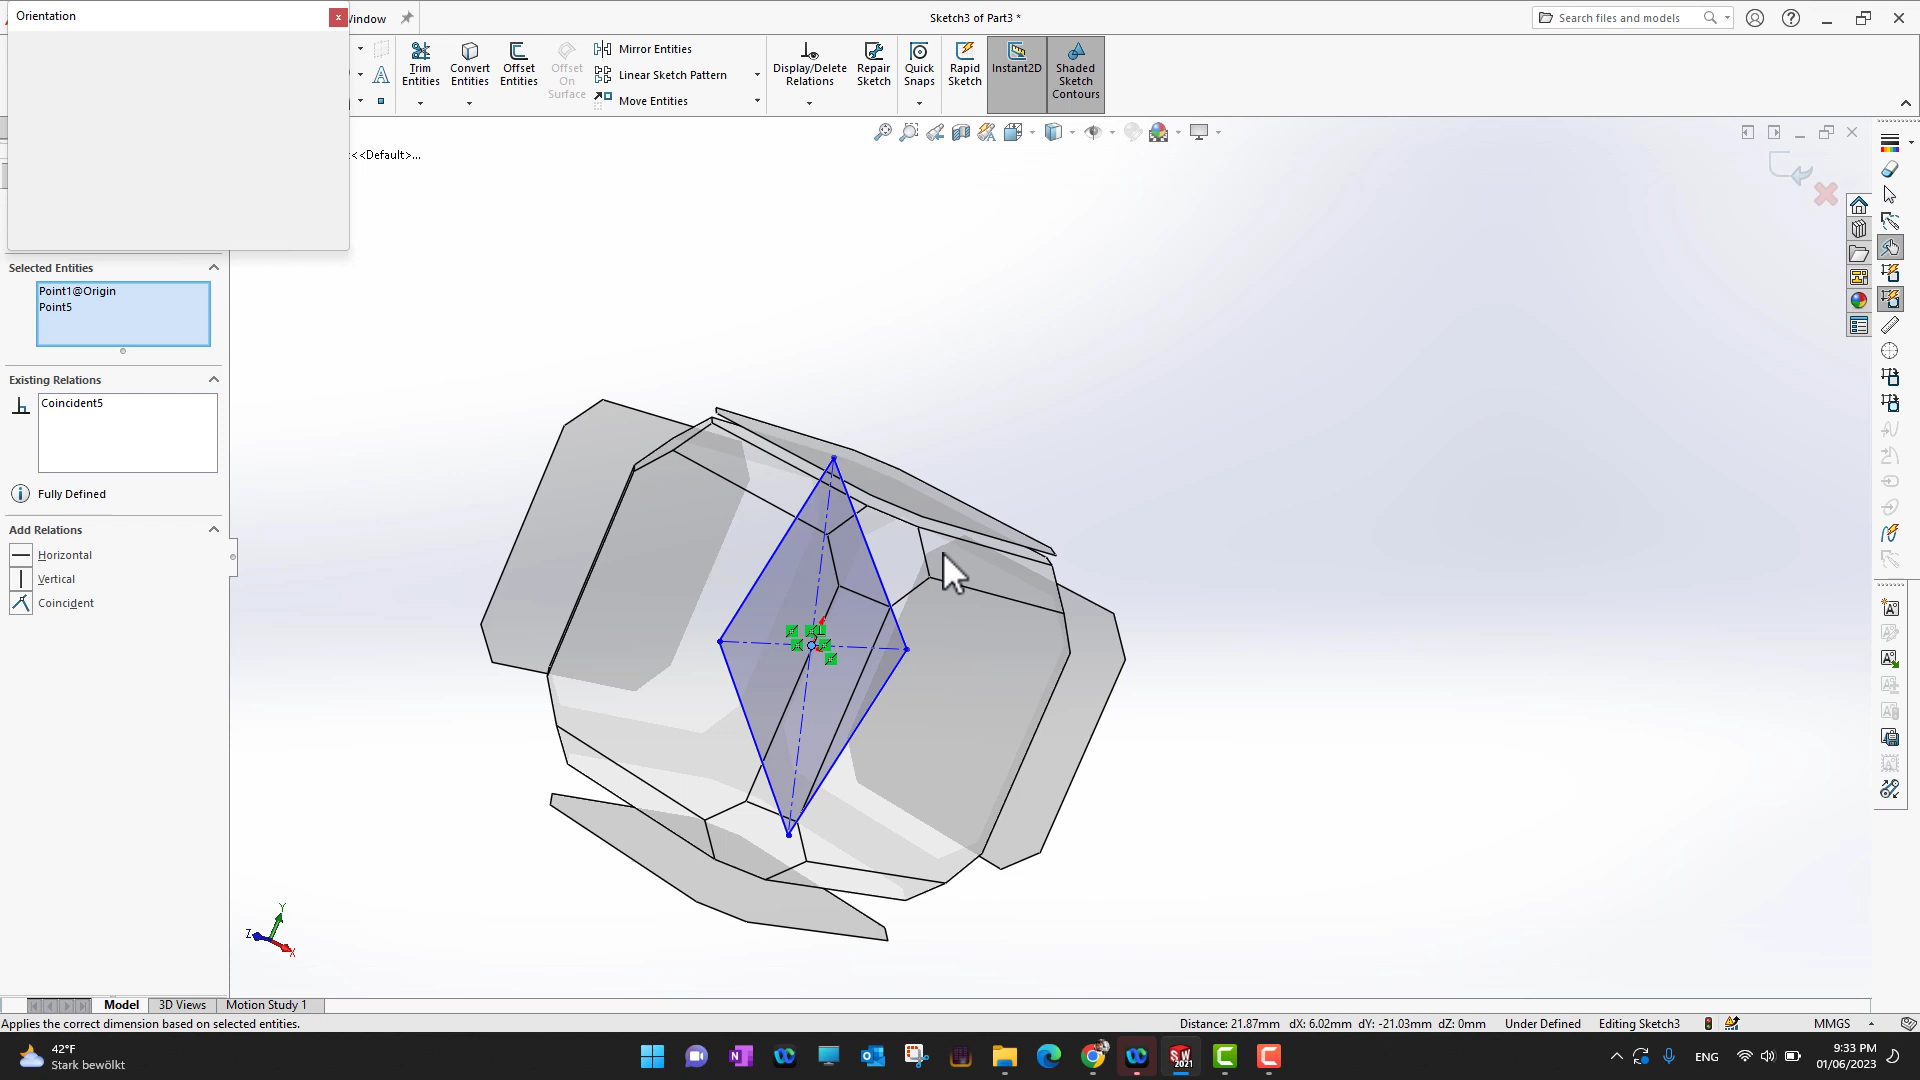 Orientation
Window
Sketch3 of Part3 *
Search files and models
Trim Entities
Convert Entities
Offset Entities
Offset On Surface
Mirror Entities
Linear Sketch Pattern
Move Entities
Display/Delete Relations
Repair Sketch
Quick Snaps
Rapid Sketch
Instant2D
Shaded Sketch Contours
<<Default>...
Selected Entities
Point1@Origin
Point5
Existing Relations
Coincident5
Fully Defined
Add Relations
Horizontal
Vertical
Coincident
Y
Z
X
Model
3D Views
Motion Study 1
Applies the correct dimension based on selected entities.
Distance: 21.87mm dX: 6.02mm dY: -21.03mm dZ: 0mm
Under Defined
Editing Sketch3
MMGS
42°F
Stark bewölkt
SW
2021
ENG
9:33 PM
01/06/2023